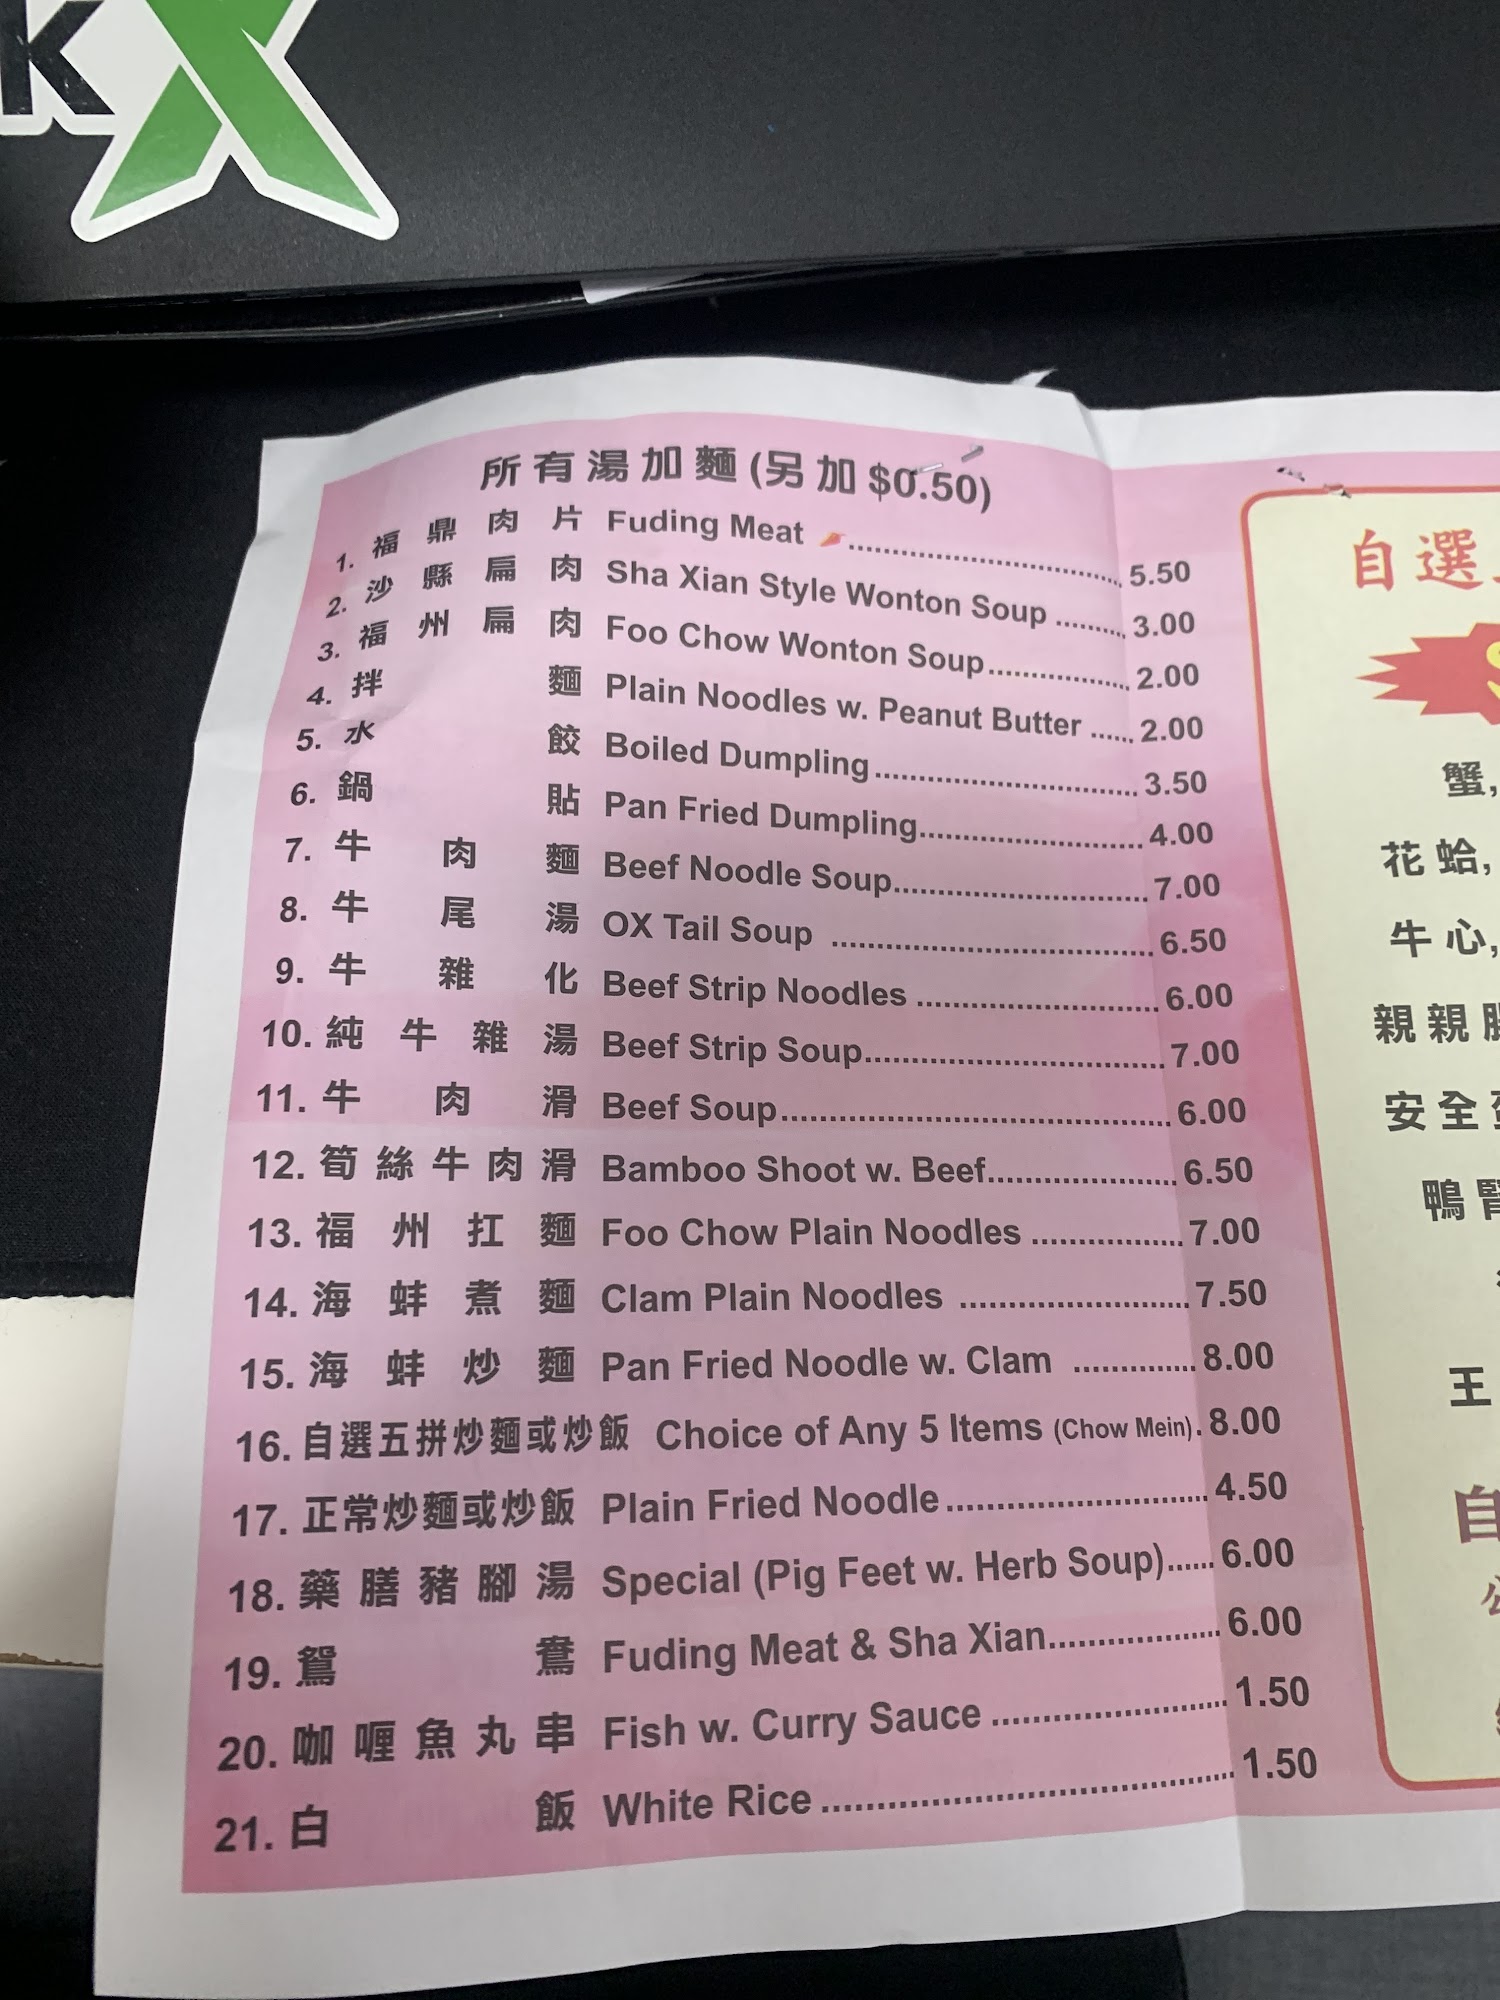 KX
所有湯加麵(另加$0.50)
1. 福鼎肉片 Fuding Meat 5.50
2. 沙縣扁肉 Sha Xian Style Wonton Soup 3.00
3. 福州扁肉 Foo Chow Wonton Soup 2.00
4. 拌麵 Plain Noodles w. Peanut Butter 2.00
5. 水餃 Boiled Dumpling 3.50
6. 鍋貼 Pan Fried Dumpling 4.00
7. 牛肉麵 Beef Noodle Soup 7.00
8. 牛尾湯 OX Tail Soup 6.50
9. 牛雜化 Beef Strip Noodles 6.00
10. 純牛雜湯 Beef Strip Soup 7.00
11. 牛肉滑 Beef Soup 6.00
12. 筍絲牛肉滑 Bamboo Shoot w. Beef 6.50
13. 福州扛麵 Foo Chow Plain Noodles 7.00
14. 海蚌煮麵 Clam Plain Noodles 7.50
15. 海蚌炒麵 Pan Fried Noodle w. Clam 8.00
16. 自選五拼炒麵或炒飯 Choice of Any 5 Items (Chow Mein). 8.00
17. 正常炒麵或炒飯 Plain Fried Noodle 4.50
18. 藥膳豬腳湯 Special (Pig Feet w. Herb Soup) 6.00
19. 鴛鴦 Fuding Meat & Sha Xian 6.00
20. 咖喱魚丸串 Fish w. Curry Sauce 1.50
21. 白飯 White Rice 1.50
自選
蟹,
花蛤,
牛心,
親親
安全
鴨
王
自